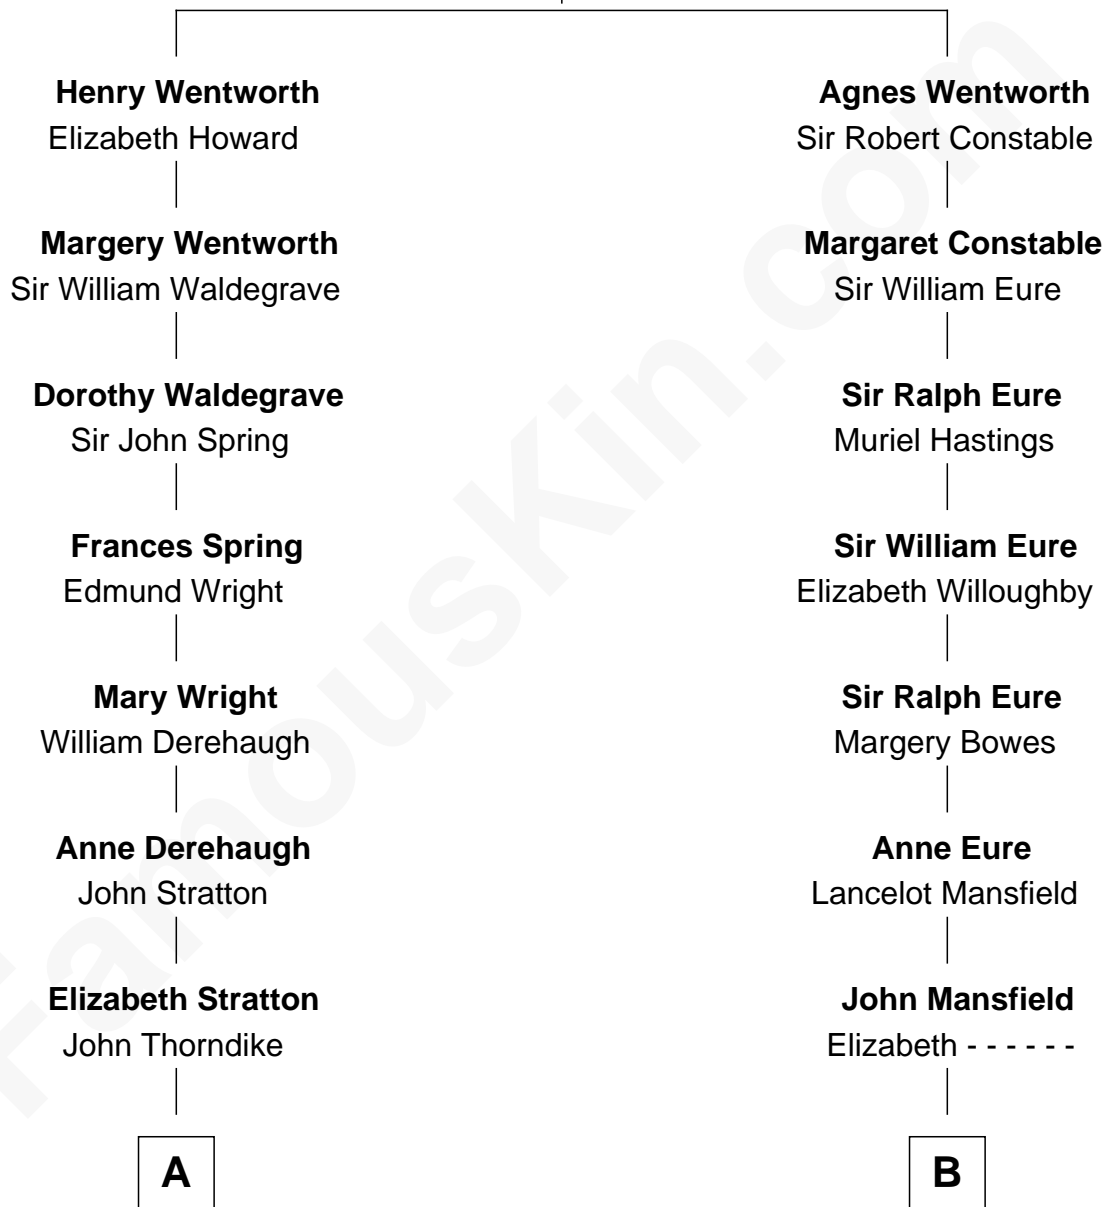 Henry Wentworth
Elizabeth Howard
Agnes Wentworth
Sir Robert Constable
Margery Wentworth
Sir William Waldegrave
Margaret Constable
Sir William Eure
Dorothy Waldegrave
Sir John Spring
Sir Ralph Eure
Muriel Hastings
Frances Spring
Edmund Wright
Sir William Eure
Elizabeth Willoughby
Mary Wright
William Derehaugh
Sir Ralph Eure
Margery Bowes
Anne Derehaugh
John Stratton
Anne Eure
Lancelot Mansfield
Elizabeth Stratton
John Thorndike
John Mansfield
Elizabeth - - - - - -
A
B
FamousKin.com